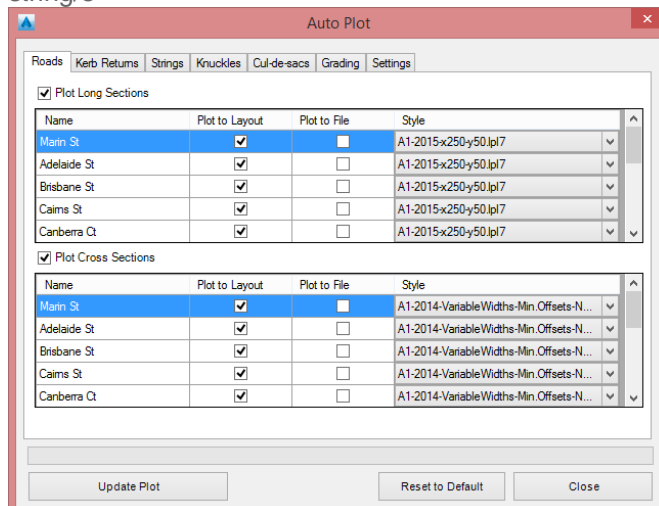 Auto Plot
Roads Kerb Returns Strings Knuckles Cul-de-sacs Grading Settings
Plot Long Sections
Name Plot to Layout Plot to File Style
Marin St A1-2015-x250-y50.lpl7
Adelaide St A1-2015-x250-y50.lpl7
Brisbane St A1-2015-x250-y50.lpl7
Cairns St A1-2015-x250-y50.lpl7
Canberra Ct A1-2015-x250-y50.lpl7
Plot Cross Sections
Name Plot to Layout Plot to File Style
Marin St A1-2014-VariableWidths-Min.Offsets-N...
Adelaide St A1-2014-VariableWidths-Min.Offsets-N...
Brisbane St A1-2014-VariableWidths-Min.Offsets-N...
Cairns St A1-2014-VariableWidths-Min.Offsets-N...
Canberra Ct A1-2014-VariableWidths-Min.Offsets-N...
Update Plot Reset to Default Close